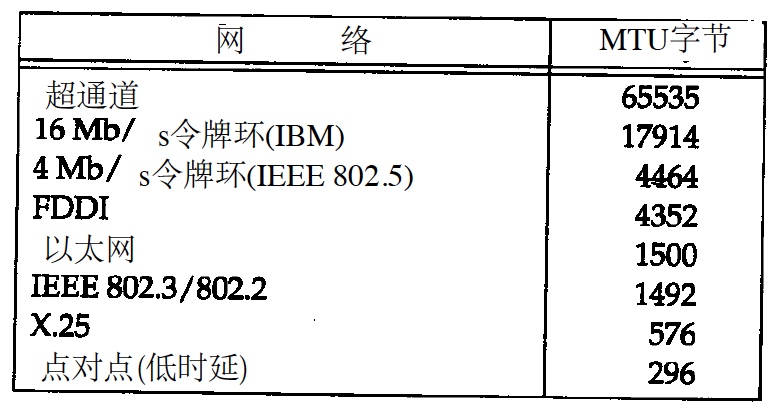 网 络 MTU字节
超通道 65535
16 Mb/ s令牌环(IBM) 17914
4 Mb/ s令牌环(IEEE 802.5) 4464
FDDI 4352
以太网 1500
IEEE 802.3/802.2 1492
X.25 576
点对点(低时延) 296